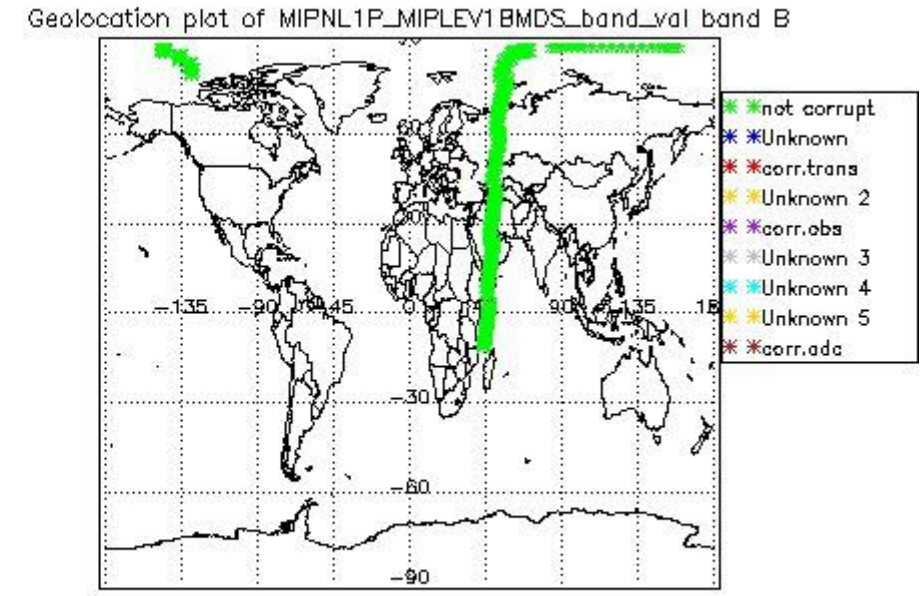 Geolocation plot of MIPNL1P_MIPLEV1BMDS_band_val band B
not corrupt
Unknown
corr.trans
Unknown 2
corr.obs
Unknown 3
Unknown 4
Unknown 5
corr.adc
60
-135 -90 -45 0 90 135
-30
-60
-90